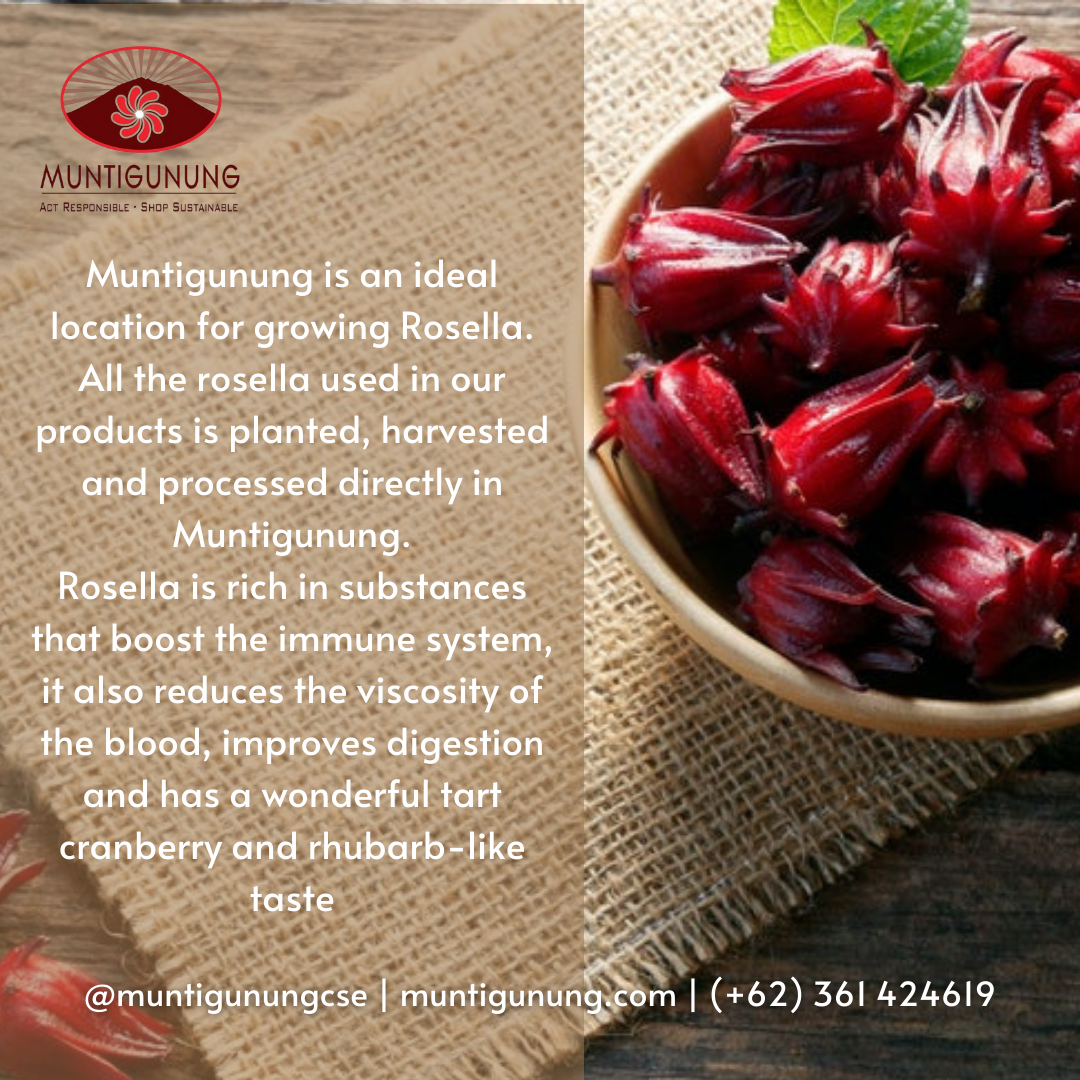 MUNTIGUNUNG
ACT RESPONSIBLE • SHOP SUSTAINABLE
Muntigunung is an ideal
location for growing Rosella.
All the rosella used in our
products is planted, harvested
and processed directly in
Muntigunung.
Rosella is rich in substances
that boost the immune system,
it also reduces the viscosity of
the blood, improves digestion
and has a wonderful tart
cranberry and rhubarb-like
taste
@muntigunungcse | muntigunung.com | (+62) 361 424619